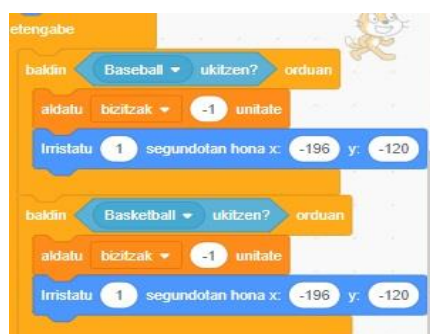 etengabe
baldin Baseball ukitzen? orduan
aldatu bizitzak -1 unitate
Irristatu 1 segundotan hona x: -196 y: -120
baldin Basketball ukitzen? orduan
aldatu bizitzak -1 unitate
Irristatu 1 segundotan hona x: -196 y: -120